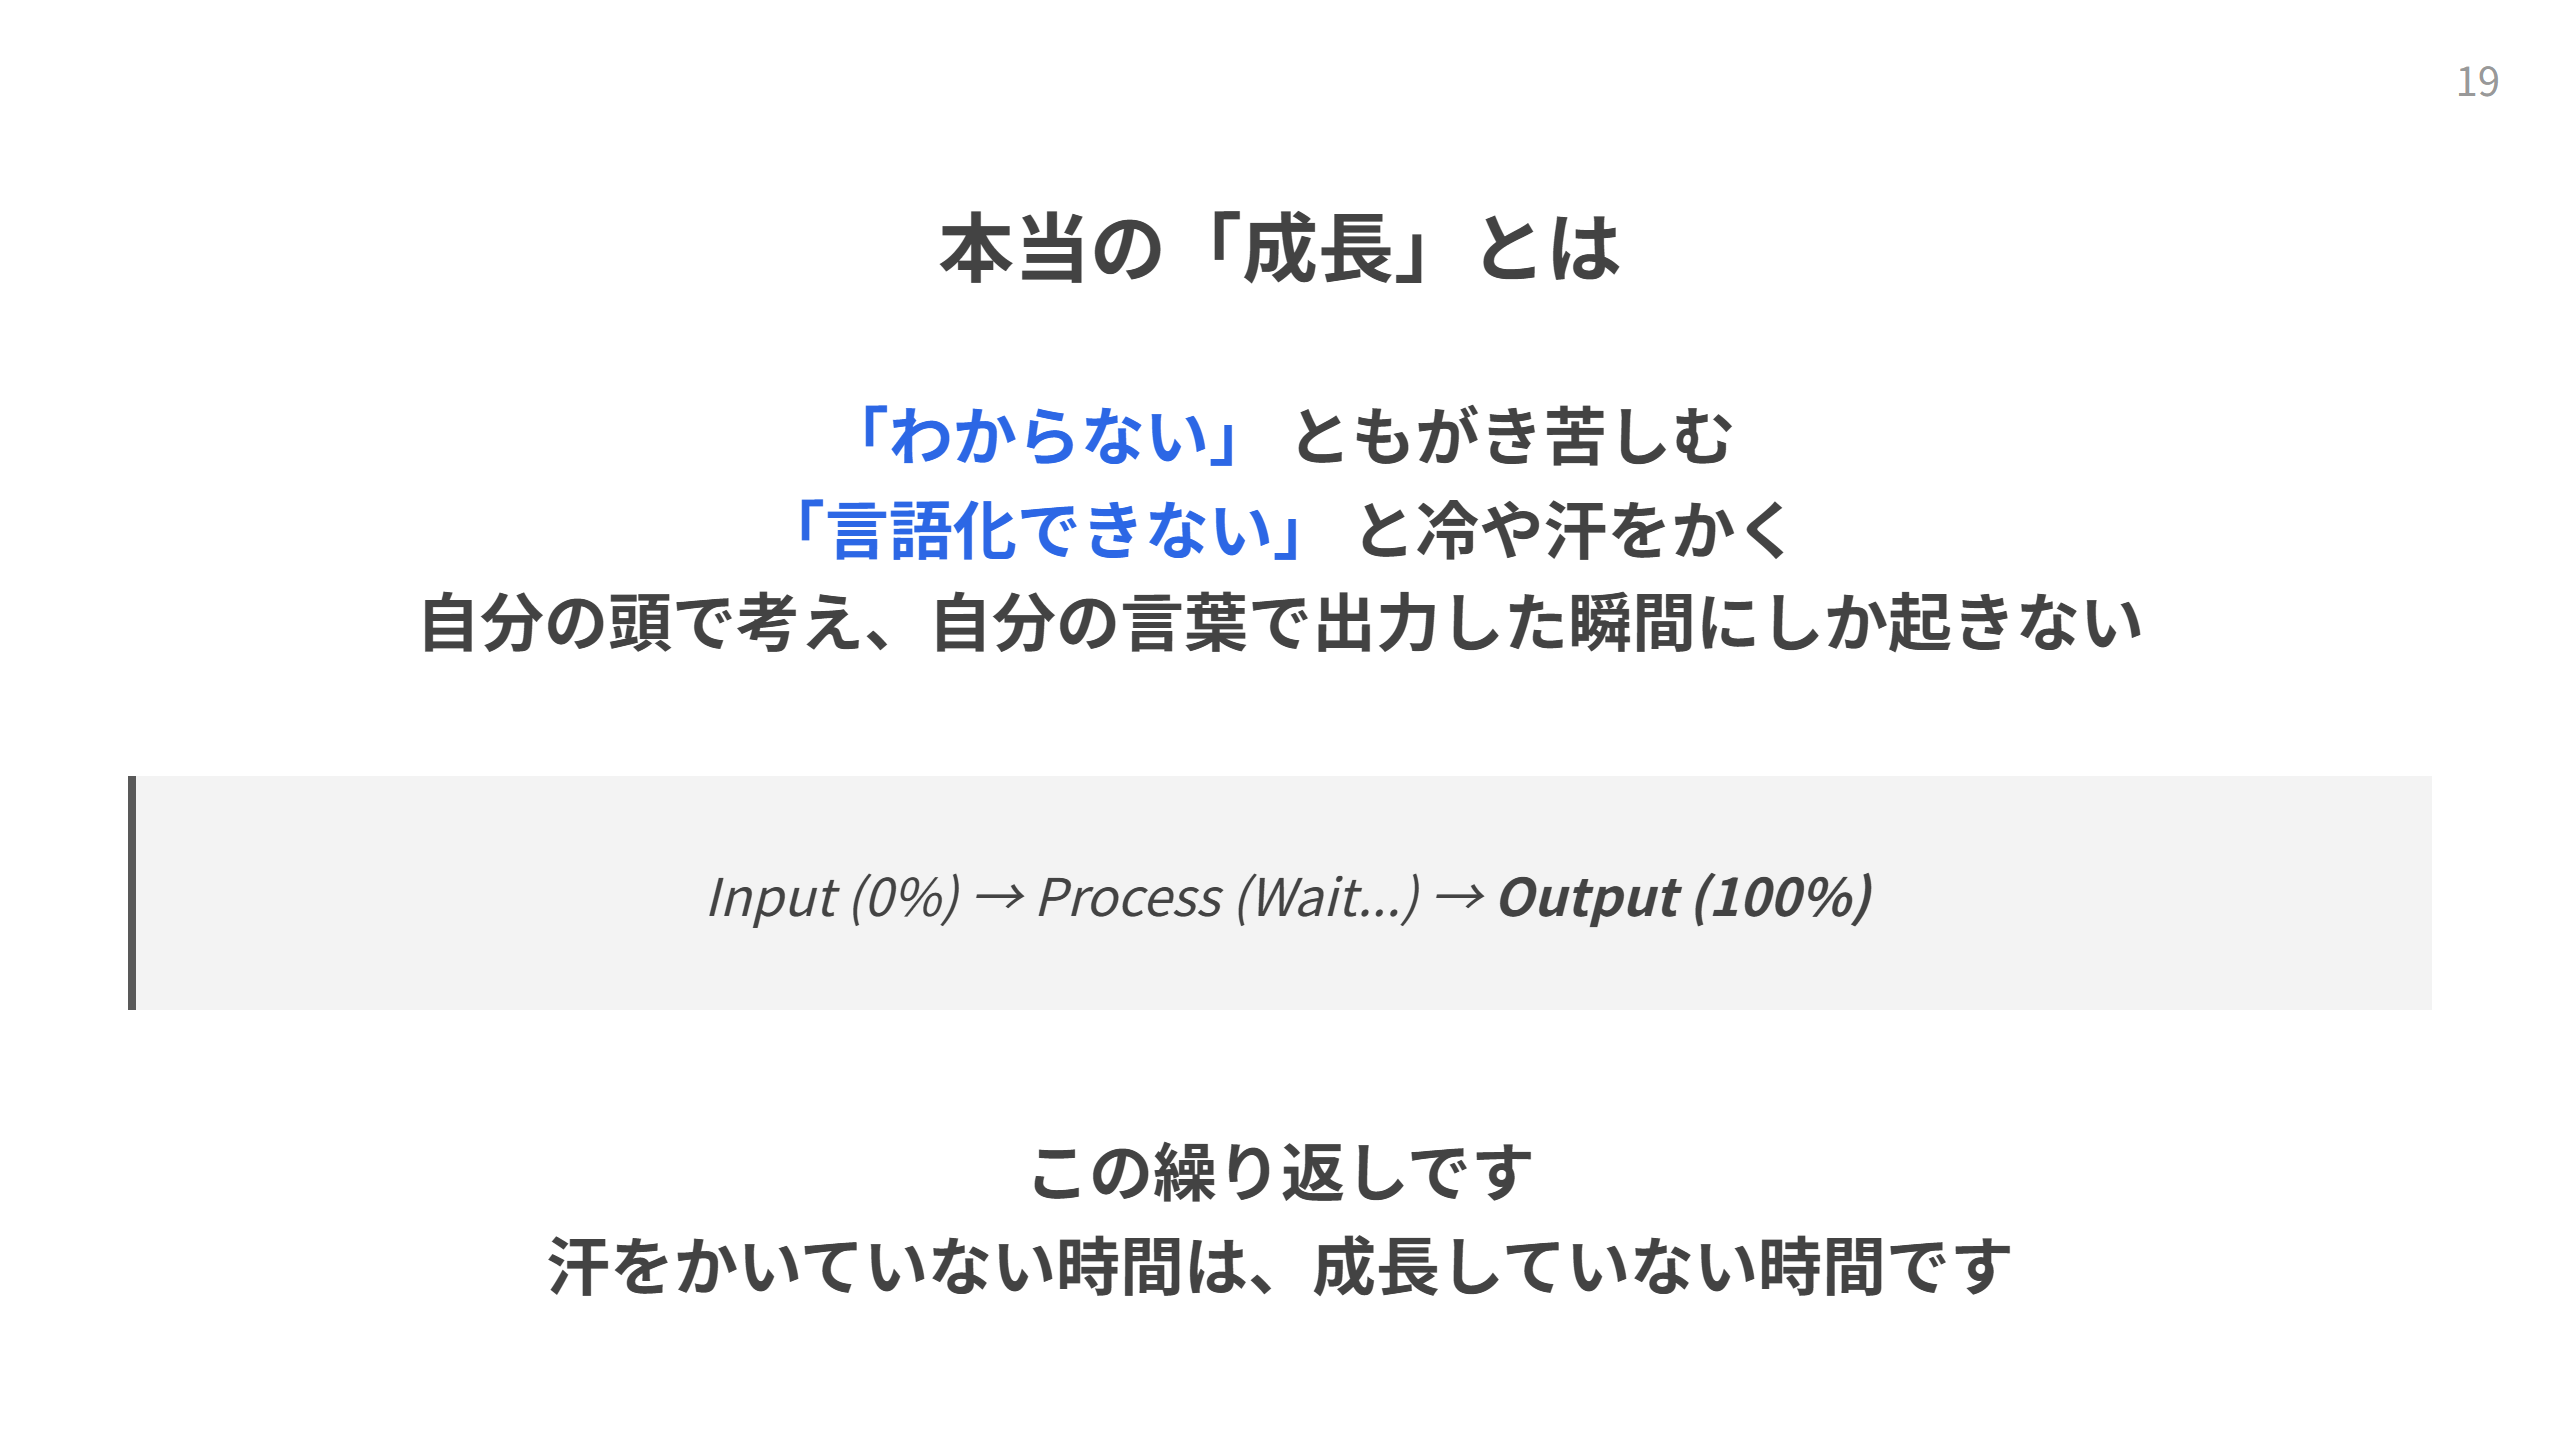 19
本当の「成長」とは
「わからない」 ともがき苦しむ
「言語化できない」 と冷や汗をかく
自分の頭で考え、自分の言葉で出力した瞬間にしか起きない
Input (0%) → Process (Wait...) → Output (100%)
この繰り返しです
汗をかいていない時間は、成長していない時間です